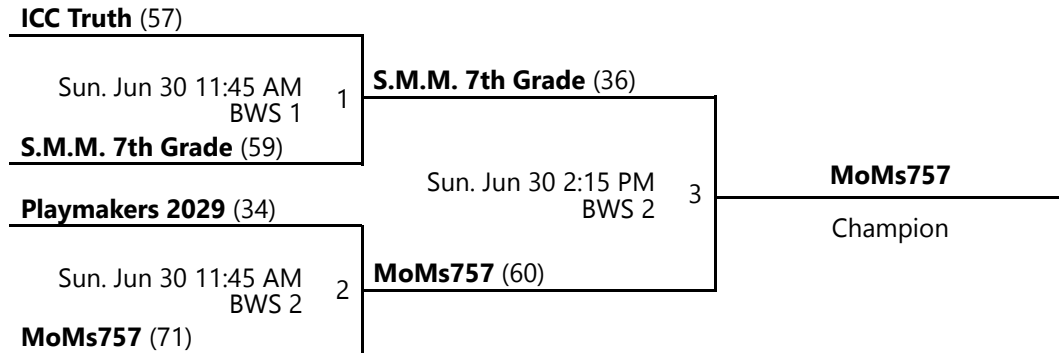 ICC Truth (57)
Sun. Jun 30 11:45 AM
BWS 1
1
S.M.M. 7th Grade (59)
S.M.M. 7th Grade (36)
Playmakers 2029 (34)
Sun. Jun 30 11:45 AM
BWS 2
2
MoMs757 (71)
Sun. Jun 30 2:15 PM
BWS 2
3
MoMs757 (60)
MoMs757
Champion